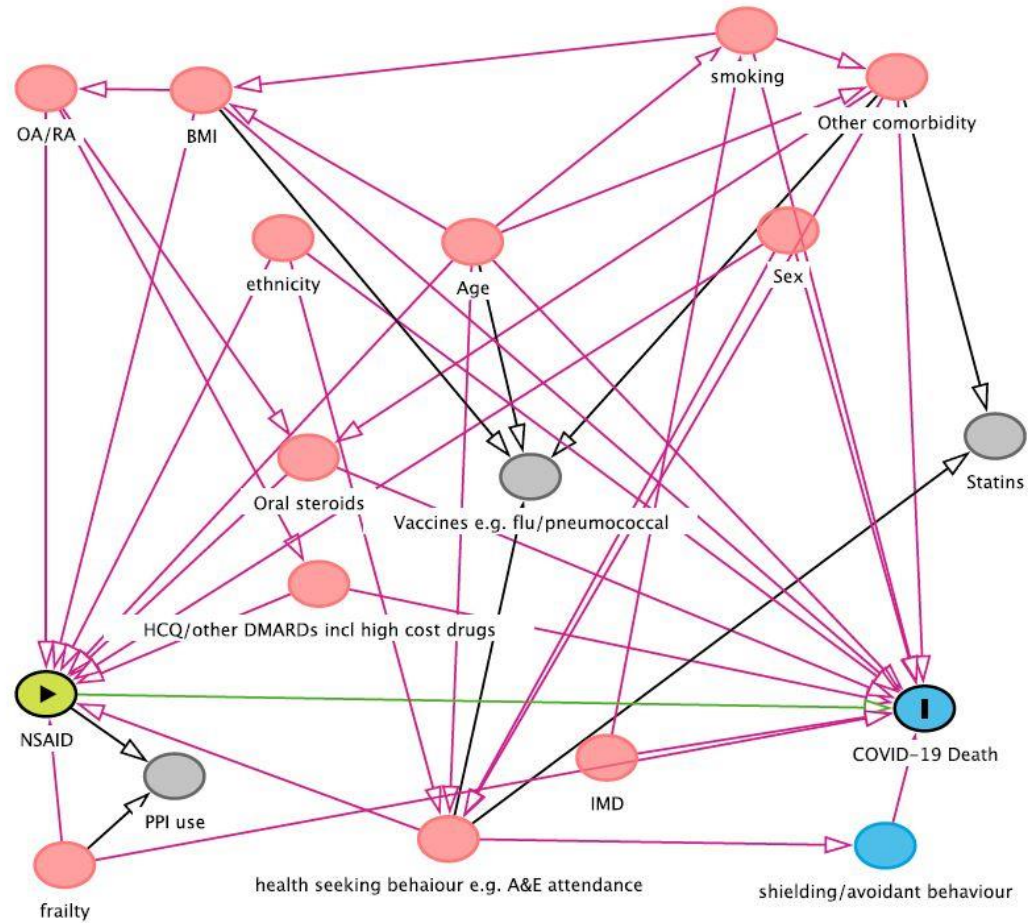 smoking
OA/RA
BMI
Other comorbidity
ethnicity
Age
Sex
Oral steroids
Statins
Vaccines e.g. flu/pneumococcal
HCQ/other DMARDs incl high cost drugs
NSAID
COVID-19 Death
IMD
PPI use
health seeking behaiour e.g. A&E attendance
shielding/avoidant behaviour
frailty